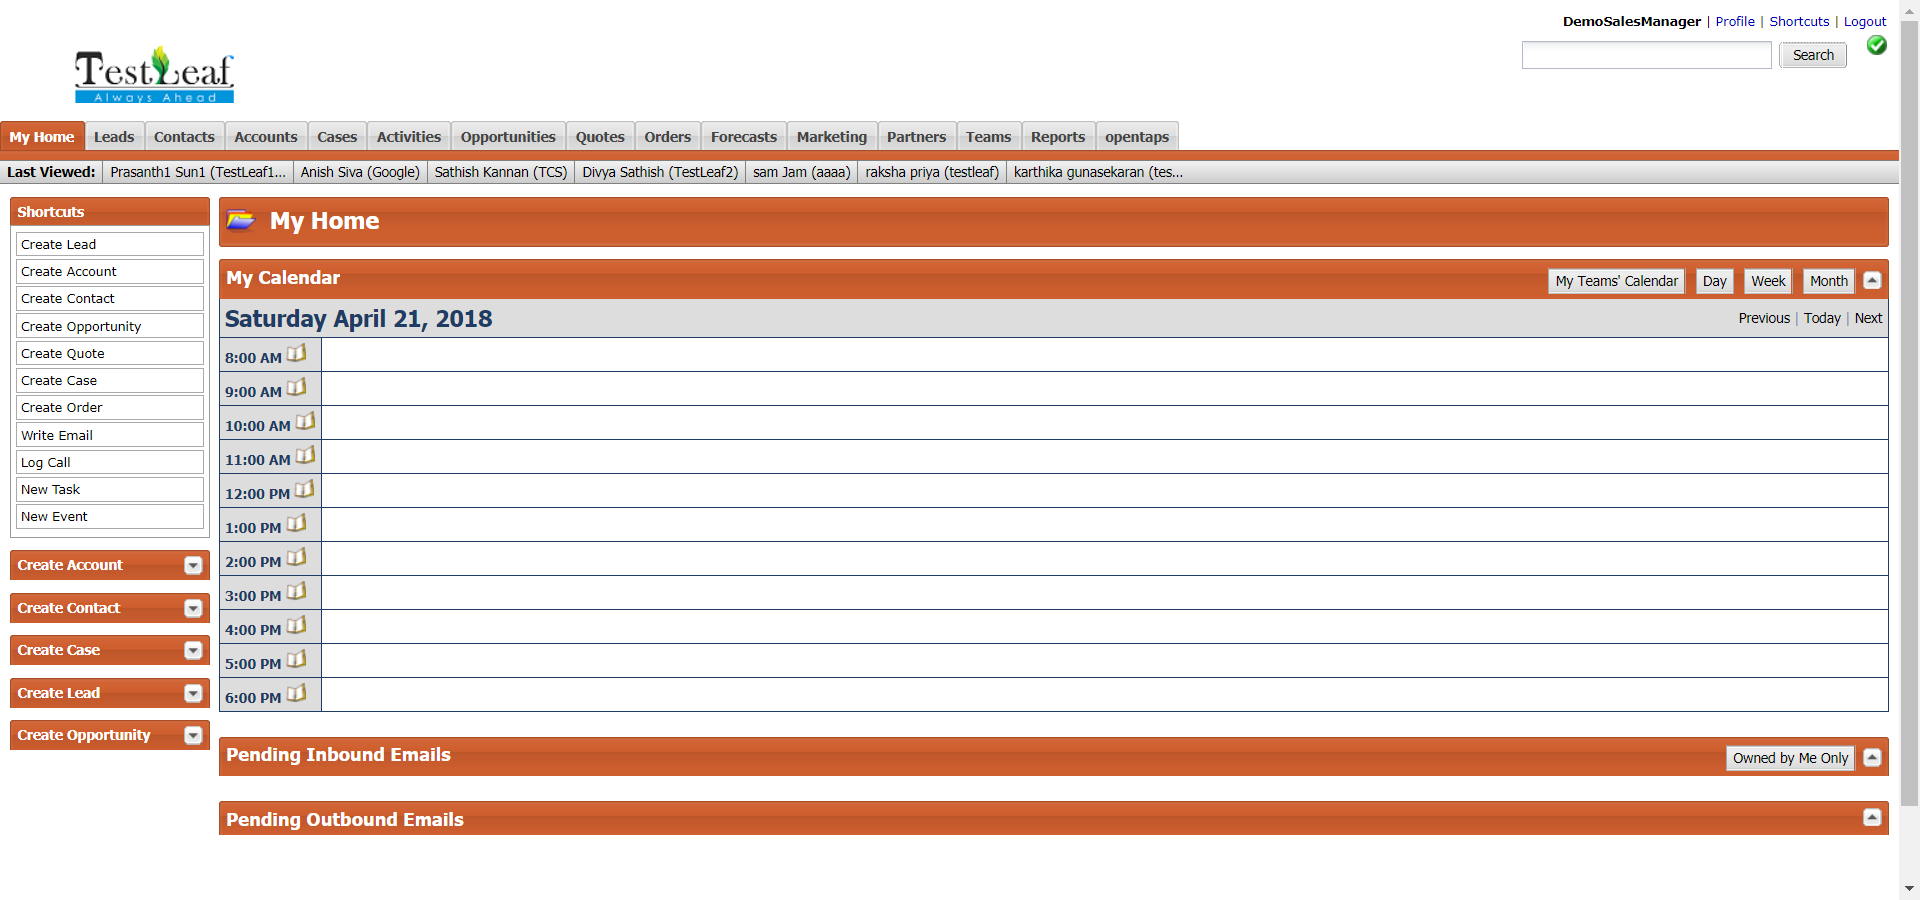 DemoSalesManager | Profile | Shortcuts | Logout
Search
TestLeaf
Always Ahead
My Home Leads Contacts Accounts Cases Activities Opportunities Quotes Orders Forecasts Marketing Partners Teams Reports opentaps
Last Viewed: Prasanth1 Sun1 (TestLeaf1... Anish Siva (Google) Sathish Kannan (TCS) Divya Sathish (TestLeaf2) sam Jam (aaaa) raksha priya (testleaf) karthika gunasekaran (tes...
Shortcuts
Create Lead
Create Account
Create Contact
Create Opportunity
Create Quote
Create Case
Create Order
Write Email
Log Call
New Task
New Event
Create Account
Create Contact
Create Case
Create Lead
Create Opportunity
My Home
My Calendar My Teams' Calendar Day Week Month
Saturday April 21, 2018 Previous | Today | Next
8:00 AM
9:00 AM
10:00 AM
11:00 AM
12:00 PM
1:00 PM
2:00 PM
3:00 PM
4:00 PM
5:00 PM
6:00 PM
Pending Inbound Emails Owned by Me Only
Pending Outbound Emails